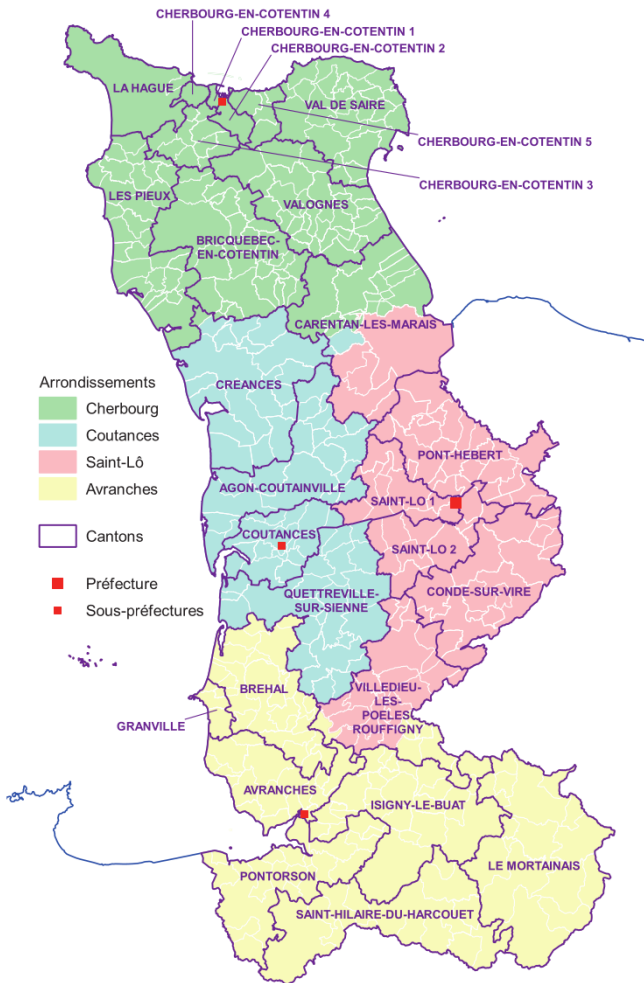 CHERBOURG-EN-COTENTIN 4
CHERBOURG-EN-COTENTIN 1
CHERBOURG-EN-COTENTIN 2
LA HAGUE
VAL DE SAIRE
CHERBOURG-EN-COTENTIN 5
CHERBOURG-EN-COTENTIN 3
LES PIEUX
VALOGNES
BRICQUEBEC-
EN-COTENTIN
CARENTAN-LES-MARAIS
Arrondissements
Cherbourg
Coutances
Saint-Lô
Avranches
Cantons
Préfecture
Sous-préfectures
CREANCES
PONT-HEBERT
AGON-COUTAINVILLE
SAINT-LO 1
COUTANCES
SAINT-LO 2
QUETTREVILLE-
SUR-SIENNE
CONDE-SUR-VIRE
BREHAL
VILLEDIEU-
LES-
POELES
ROUFFIGNY
GRANVILLE
AVRANCHES
ISIGNY-LE-BUAT
LE MORTAINAIS
PONTORSON
SAINT-HILAIRE-DU-HARCOUET